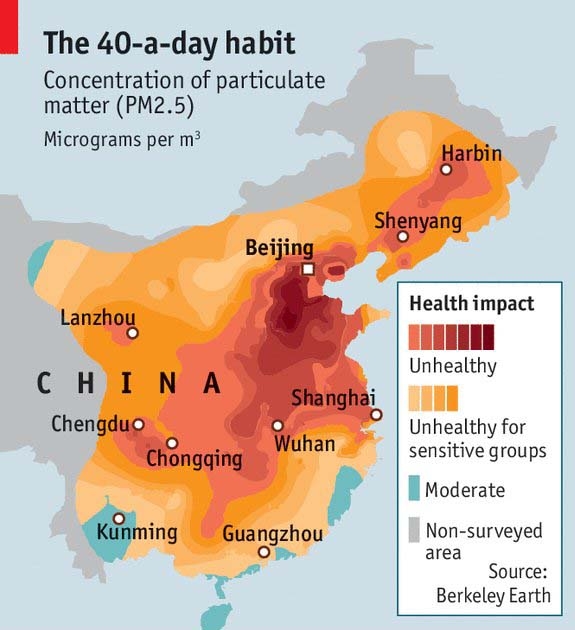 The 40-a-day habit
Concentration of particulate
matter (PM2.5)
Micrograms per m³
Harbin
Shenyang
Beijing
Lanzhou
CHINA
Shanghai
Chengdu
Wuhan
Chongqing
Kunming
Guangzhou
Health impact
Unhealthy
Unhealthy for
sensitive groups
Moderate
Non-surveyed
area
Source:
Berkeley Earth